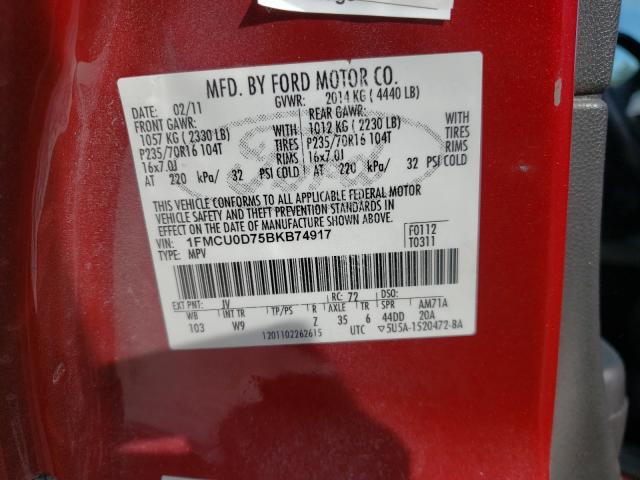 MFD. BY FORD MOTOR CO.
DATE: 02/11 GVWR: 2014 KG (4440 LB)
FRONT GAWR: REAR GAWR:
1057 KG (2330 LB) 1012 KG (2230 LB)
P235/70R16 104T TIRES P235/70R16 104T TIRES
16x7.0J RIMS 16x7.0J RIMS
AT 220 kPa/ 32 PSI COLD AT 220 kPa/ 32 PSI COLD
THIS VEHICLE CONFORMS TO ALL APPLICABLE FEDERAL MOTOR
VEHICLE SAFETY AND THEFT PREVENTION STANDARDS IN
EFFECT ON THE DATE OF MANUFACTURE SHOWN ABOVE.
VIN: 1FMCU0D75BKB74917 F0112
TYPE: MPV T0311
EXT PNT: JV RC: 72 DSO:
WB INT TR TP/PS R AXLE TR SPR AM71A
103 W9 Z 35 6 44DD 20A
1201102262615 UTC ▽5U5A-1520472-BA